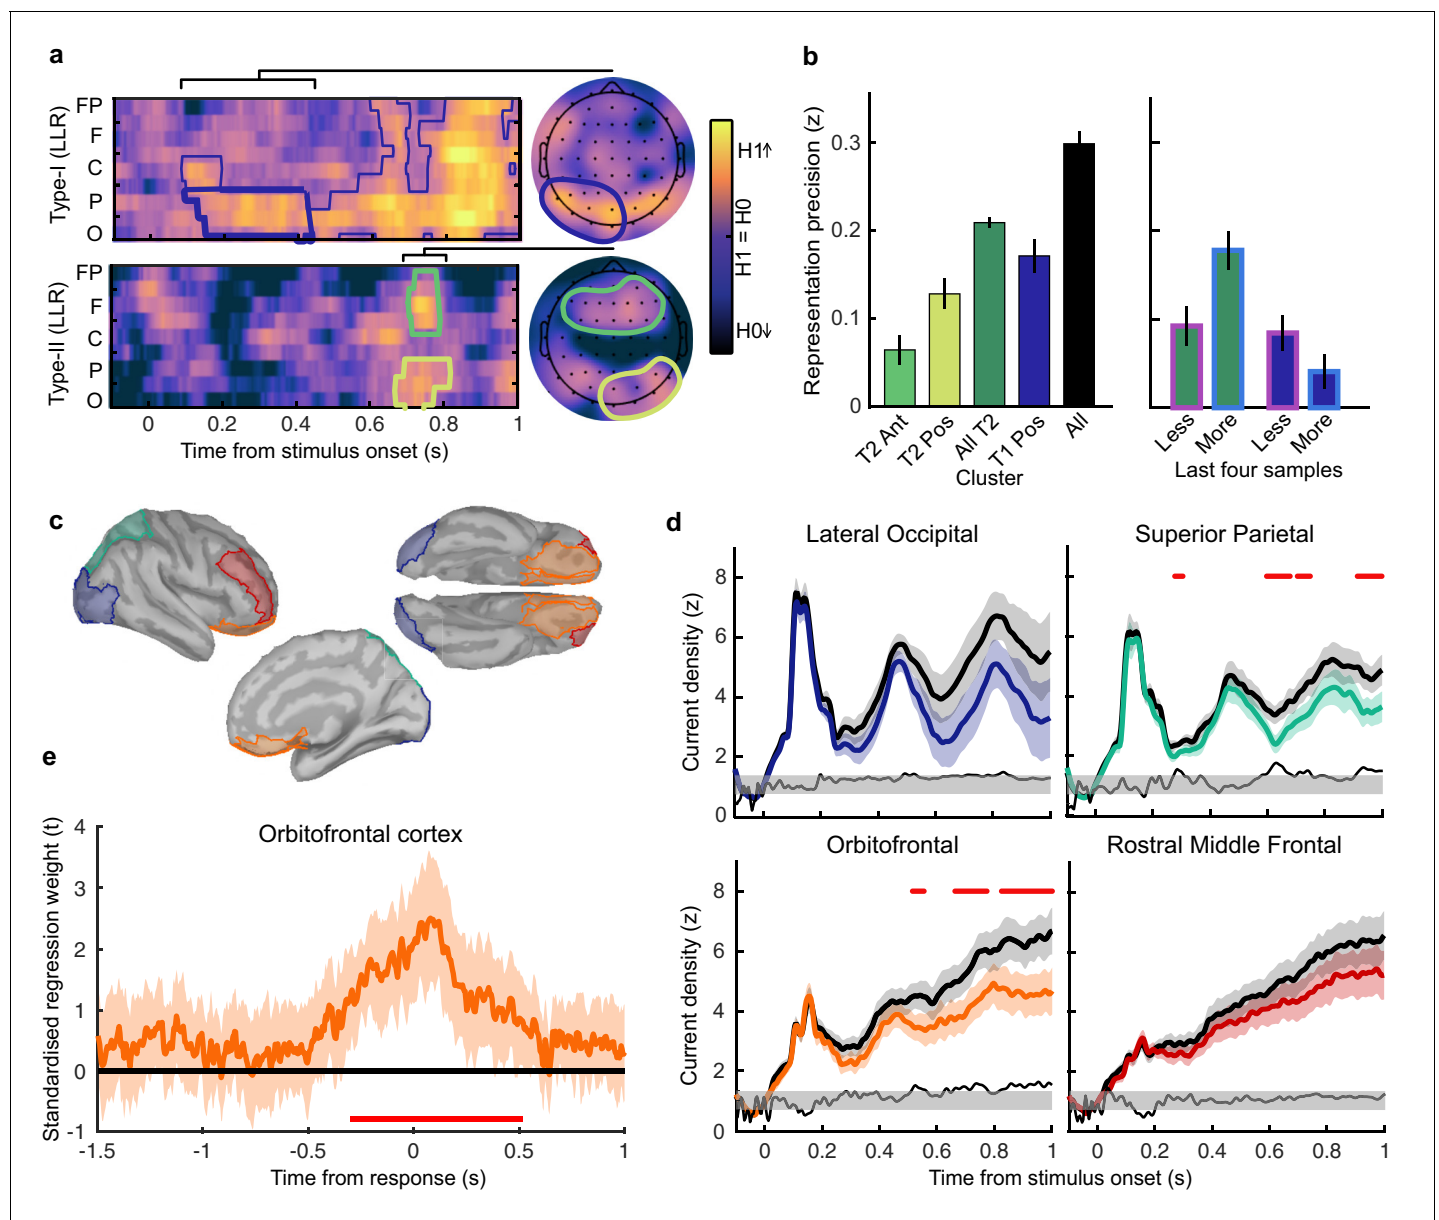 a
FP
F
C
P
O
Type-I (LLR)
FP
F
C
P
O
Type-II (LLR)
0
0.2
0.4
0.6
0.8
1
Time from stimulus onset (s)
H1⇑
H1 = H0
H0⇓
b
Representation precision (z)
0.3
0.2
0.1
0
T2 Ant
T2 Pos
All T2
T1 Pos
All
Cluster
Less
More
Less
More
Last four samples
c
d
Lateral Occipital
Superior Parietal
Current density (z)
8
6
4
2
0
Orbitofrontal
Rostral Middle Frontal
Current density (z)
8
6
4
2
0
0
0.2
0.4
0.6
0.8
1
0
0.2
0.4
0.6
0.8
1
Time from stimulus onset (s)
e
Orbitofrontal cortex
Standardised regression weight (t)
4
3
2
1
0
-1
-1.5
-1
-0.5
0
0.5
1
Time from response (s)